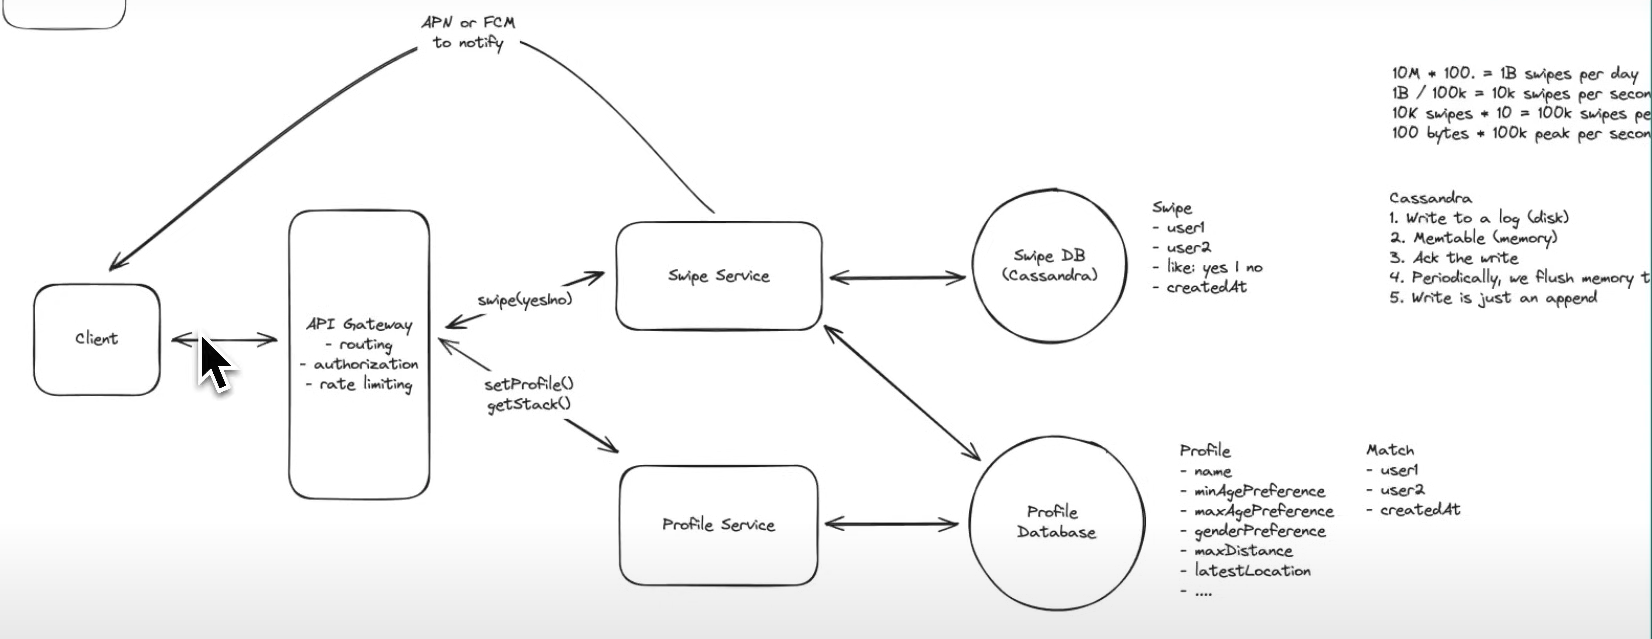 APN or FCM
to notify
10M * 100. = 1B swipes per day
1B / 100k = 10k swipes per secon
10K swipes * 10 = 100k swipes pe
100 bytes * 100k peak per secon
Cassandra
1. Write to a log (disk)
2. Memtable (memory)
3. Ack the write
4. Periodically, we flush memory t
5. Write is just an append
Client
API Gateway
- routing
- authorization
- rate limiting
swipe(yes|no)
setProfile()
getStack()
Swipe Service
Swipe DB
(Cassandra)
Swipe
- user1
- user2
- like: yes | no
- createdAt
Profile Service
Profile
Database
Profile
- name
- minAgePreference
- maxAgePreference
- genderPreference
- maxDistance
- latestLocation
- ....
Match
- user1
- user2
- createdAt